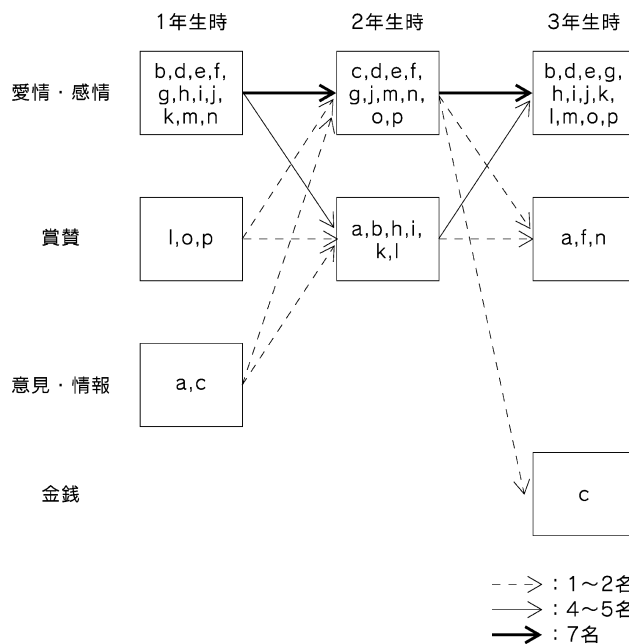 1年生時 2年生時 3年生時
愛情・感情
b,d,e,f,
g,h,i,j,
k,m,n
c,d,e,f,
g,j,m,n,
o,p
b,d,e,g,
h,i,j,k,
l,m,o,p
賞賛
l,o,p
a,b,h,i,
k,l
a,f,n
意見・情報
a,c
金銭
c
：1〜2名
：4〜5名
：7名